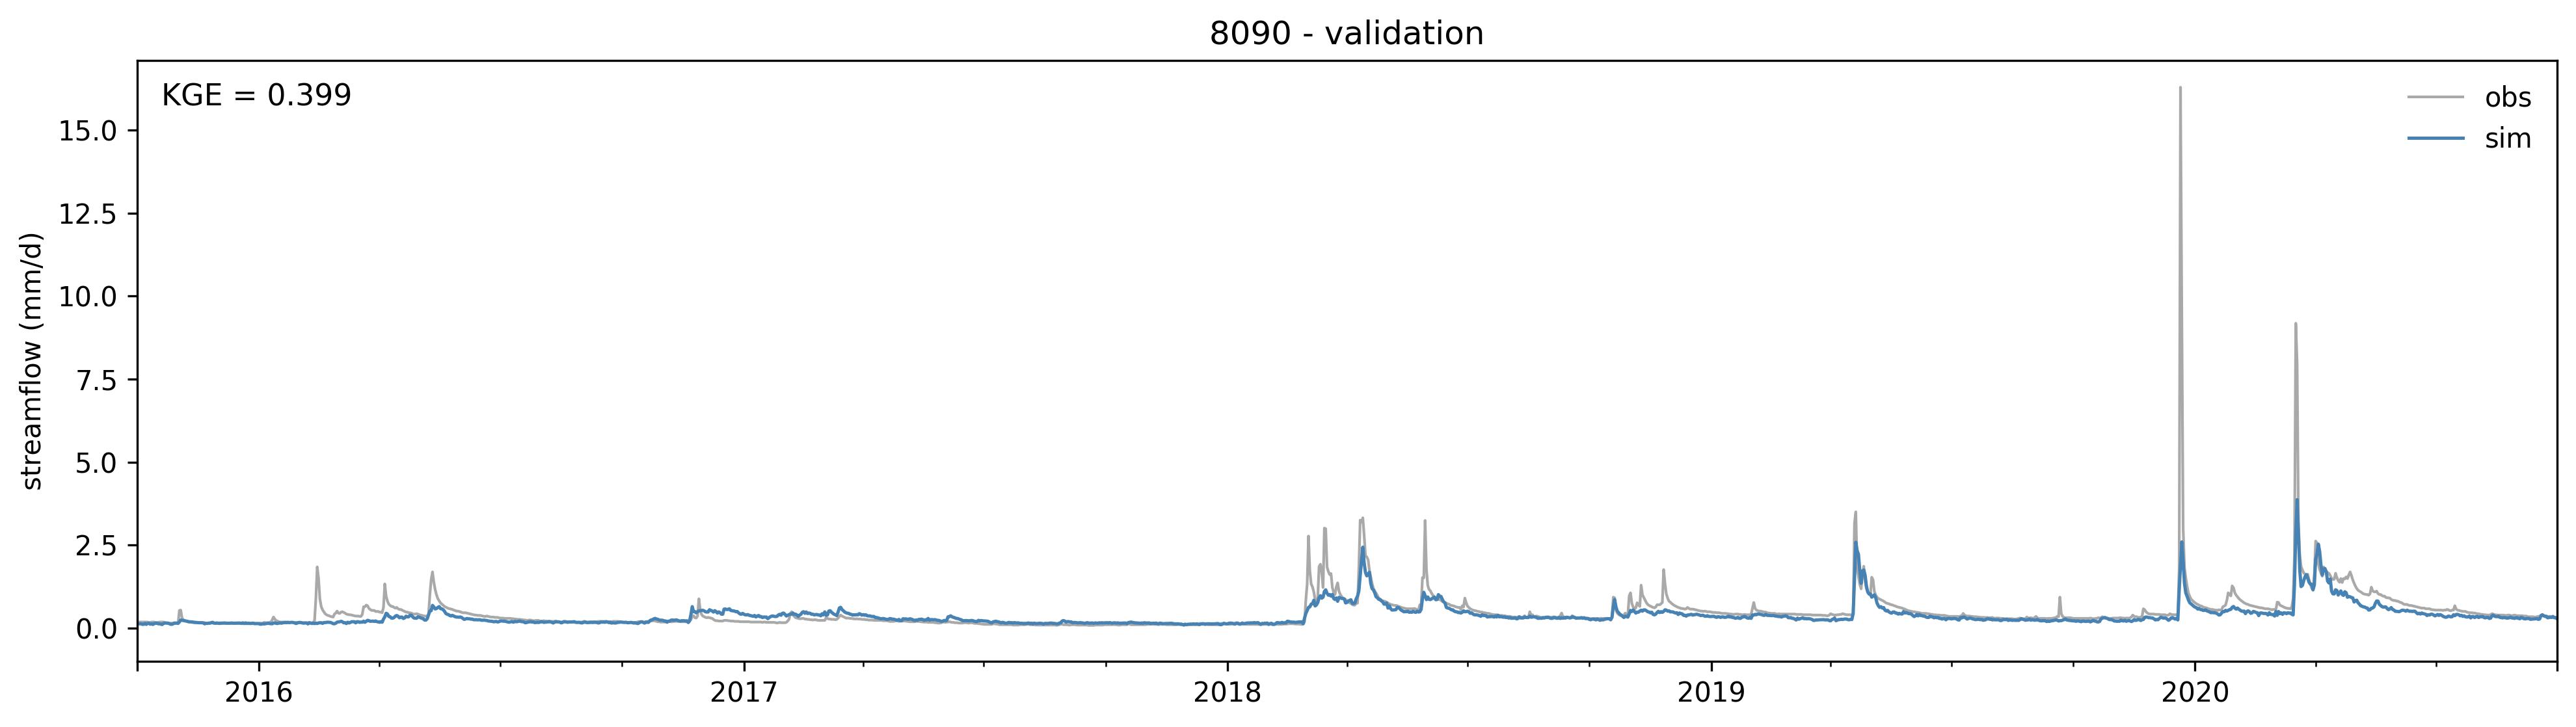 8090 - validation
KGE = 0.399
obs
sim
streamflow (mm/d)
15.0
12.5
10.0
7.5
5.0
2.5
0.0
2016
2017
2018
2019
2020